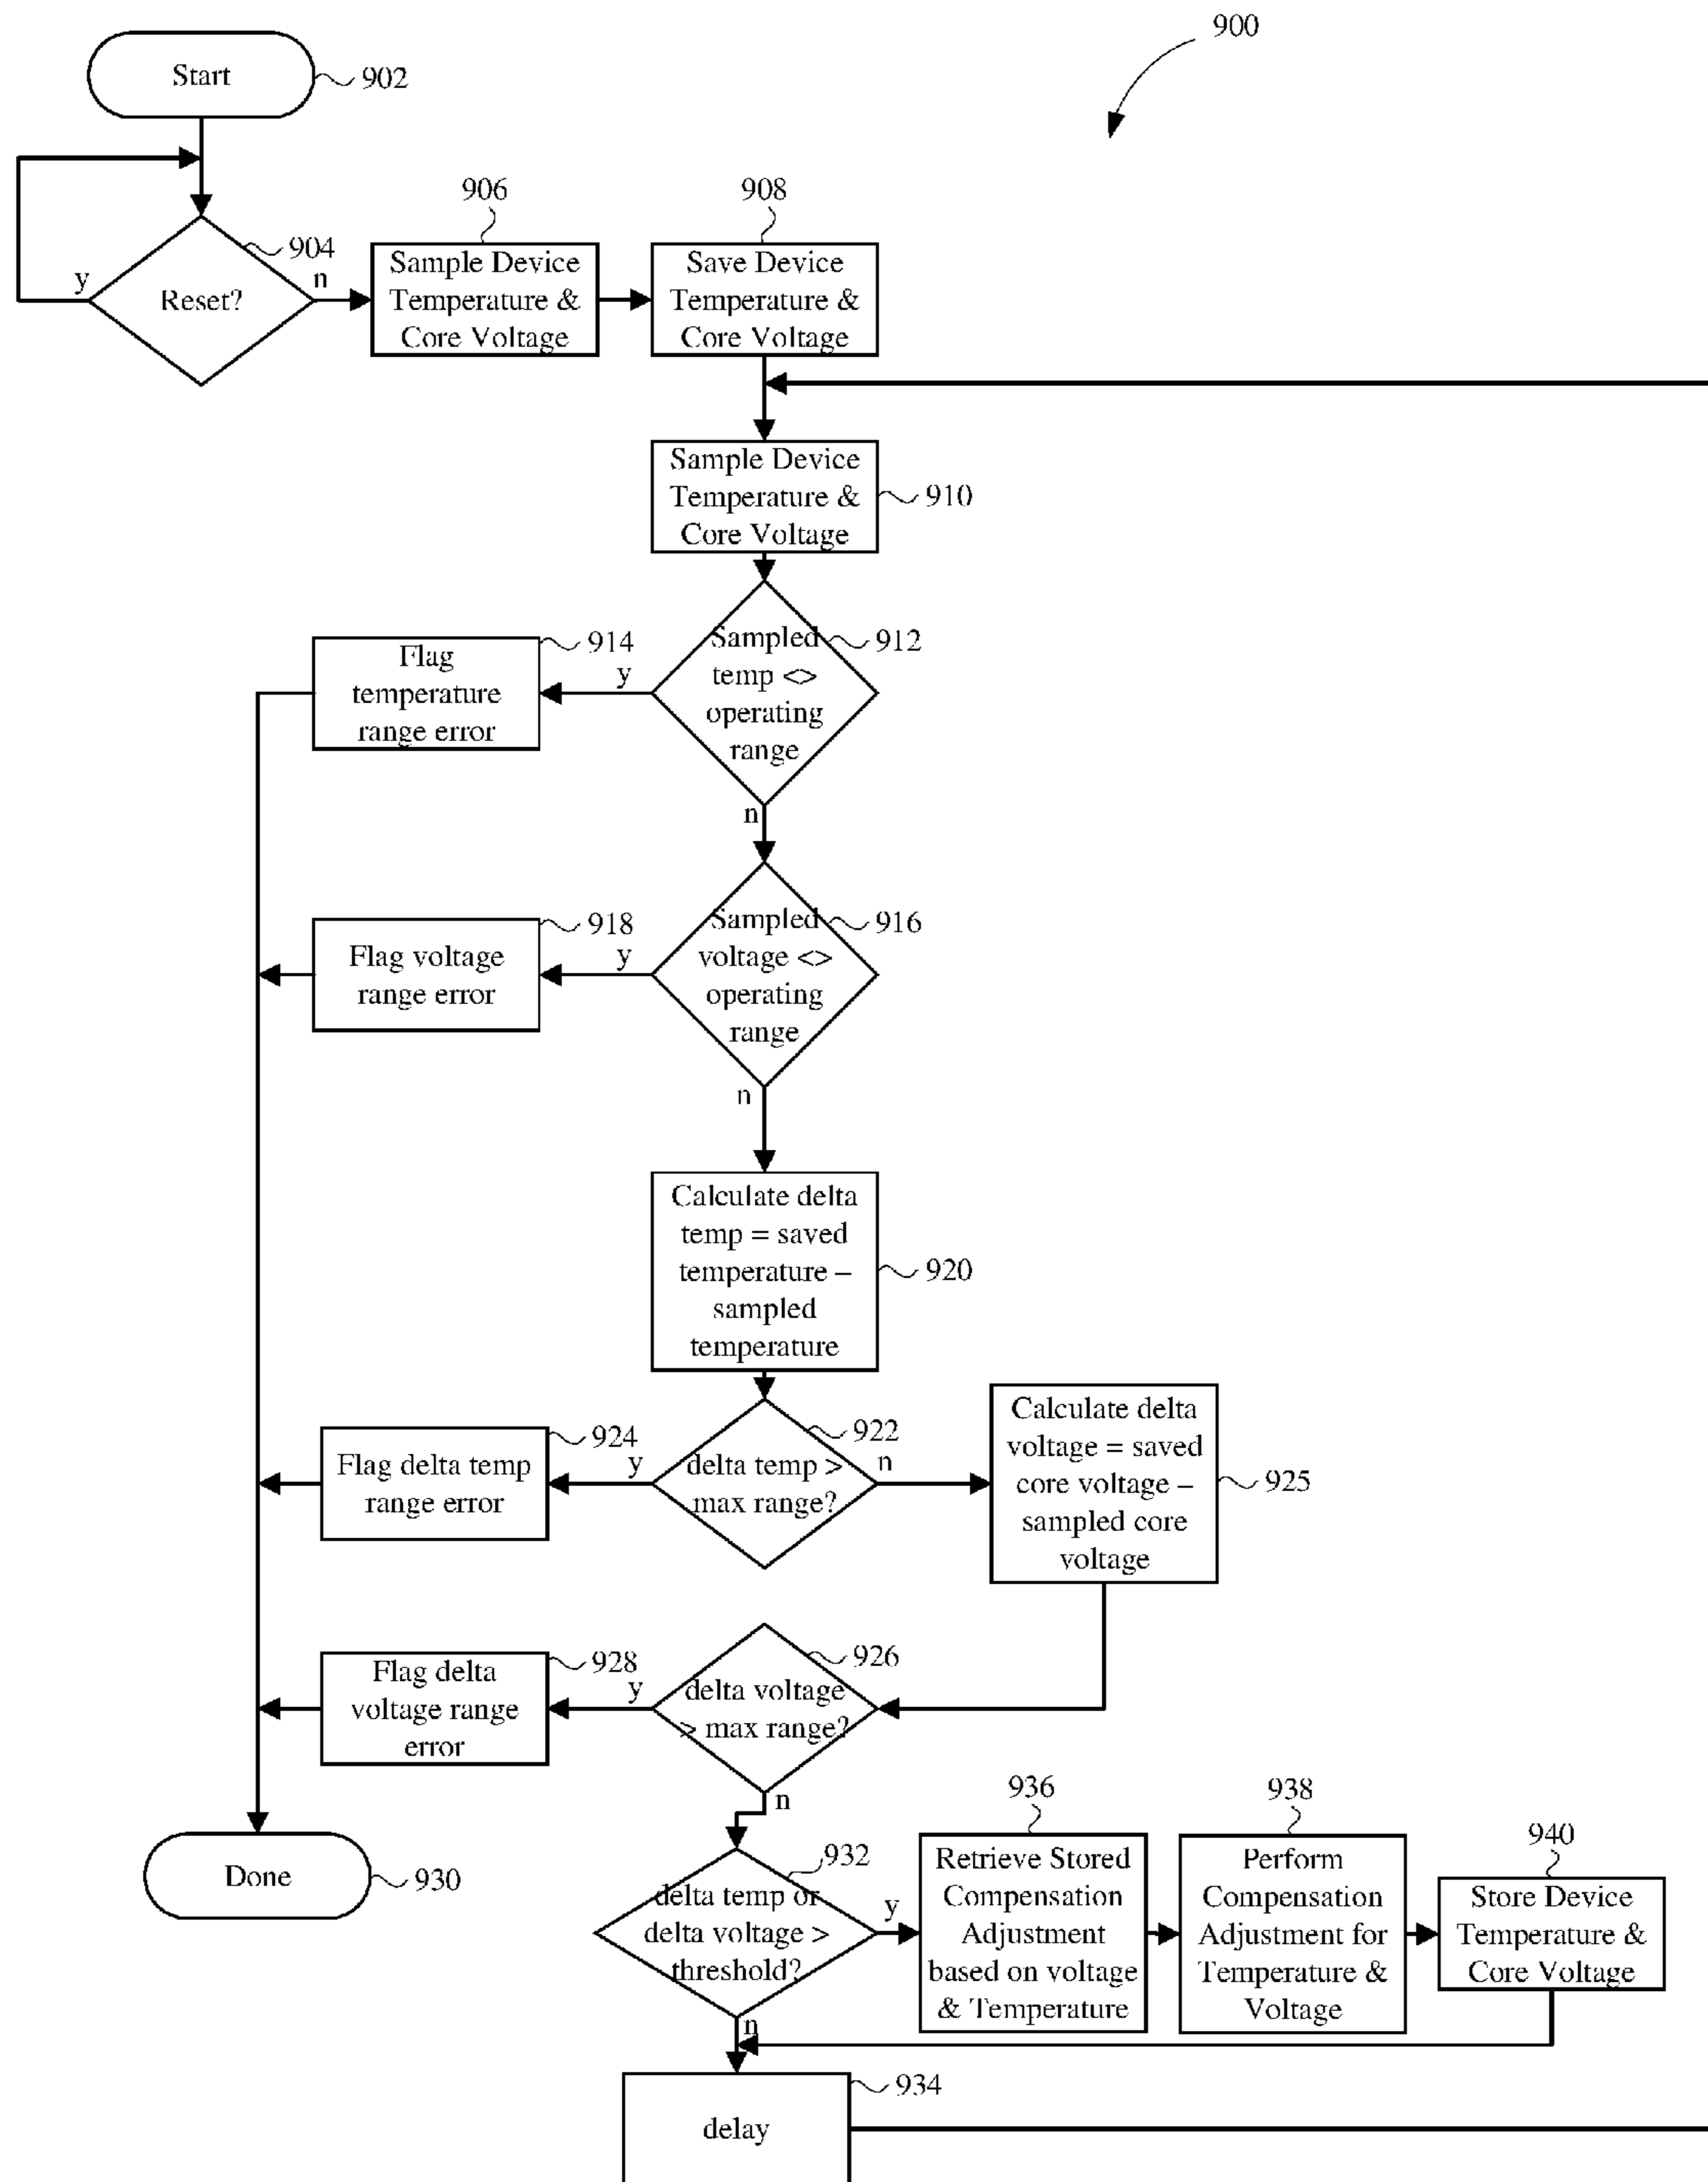 900
Start
902
904
Reset?
y
n
906
Sample Device
Temperature &
Core Voltage
908
Save Device
Temperature &
Core Voltage
Sample Device
Temperature &
Core Voltage
910
Sampled
temp <>
operating
range
912
y
n
914
Flag
temperature
range error
Sampled
voltage <>
operating
range
916
y
n
918
Flag voltage
range error
Calculate delta
temp = saved
temperature –
sampled
temperature
920
delta temp >
max range?
922
y
n
924
Flag delta temp
range error
Calculate delta
voltage = saved
core voltage –
sampled core
voltage
925
delta voltage
> max range?
926
y
n
928
Flag delta
voltage range
error
Done
930
delta temp or
delta voltage >
threshold?
932
y
n
936
Retrieve Stored
Compensation
Adjustment
based on voltage
& Temperature
938
Perform
Compensation
Adjustment for
Temperature &
Voltage
940
Store Device
Temperature &
Core Voltage
934
delay